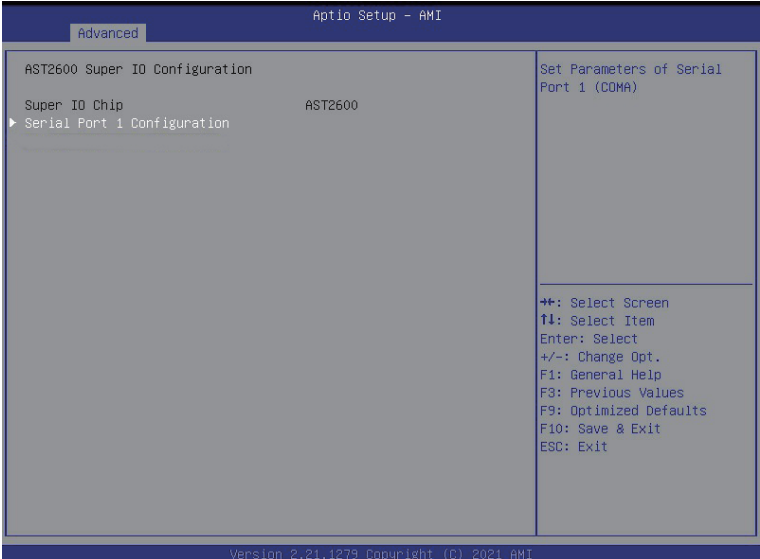 Aptio Setup – AMI
Advanced
AST2600 Super IO Configuration
Super IO Chip AST2600
▶ Serial Port 1 Configuration
Set Parameters of Serial
Port 1 (COMA)
→←: Select Screen
↑↓: Select Item
Enter: Select
+/-: Change Opt.
F1: General Help
F3: Previous Values
F9: Optimized Defaults
F10: Save & Exit
ESC: Exit
Version 2.21.1279 Copyright (C) 2021 AMI